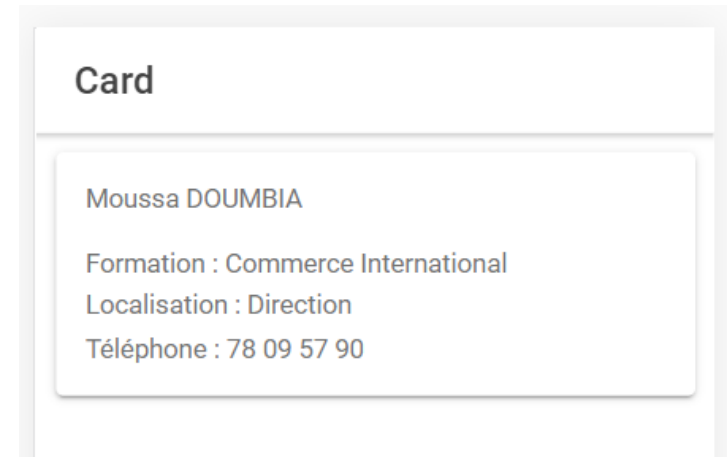 Card
Moussa DOUMBIA
Formation : Commerce International
Localisation : Direction
Téléphone : 78 09 57 90